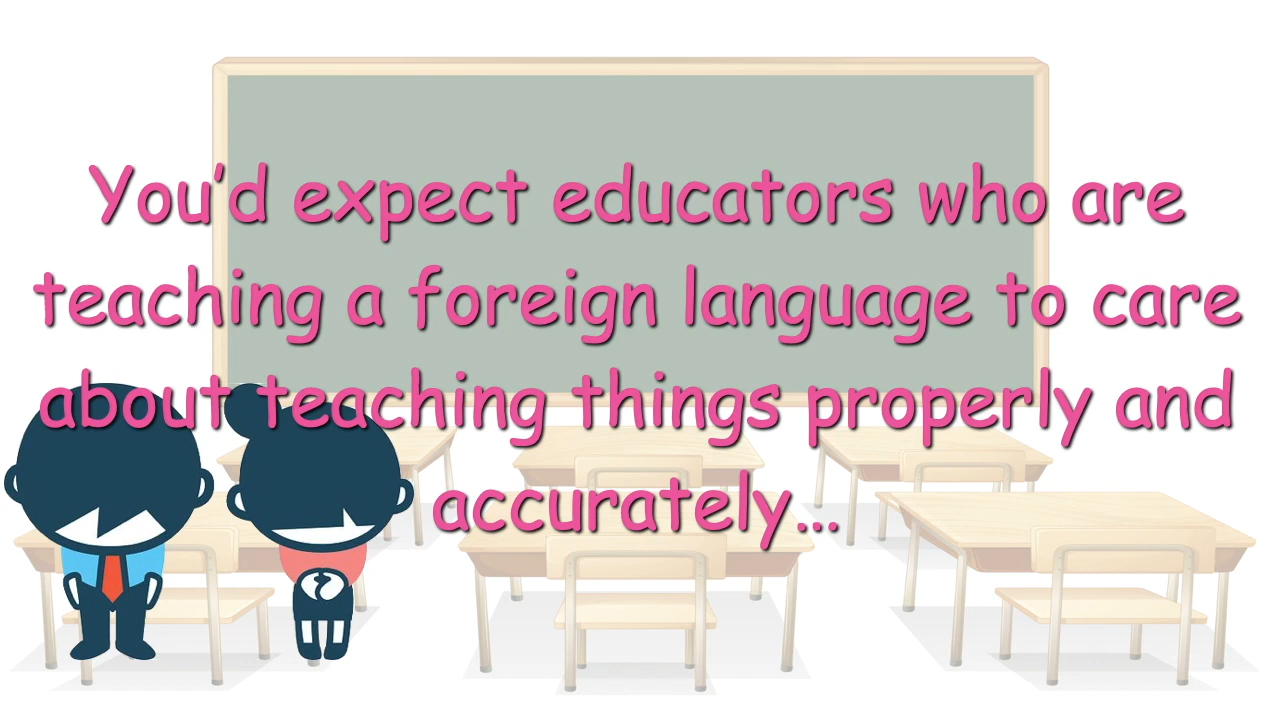 You’d expect educators who are
teaching a foreign language to care
about teaching things properly and
accurately…